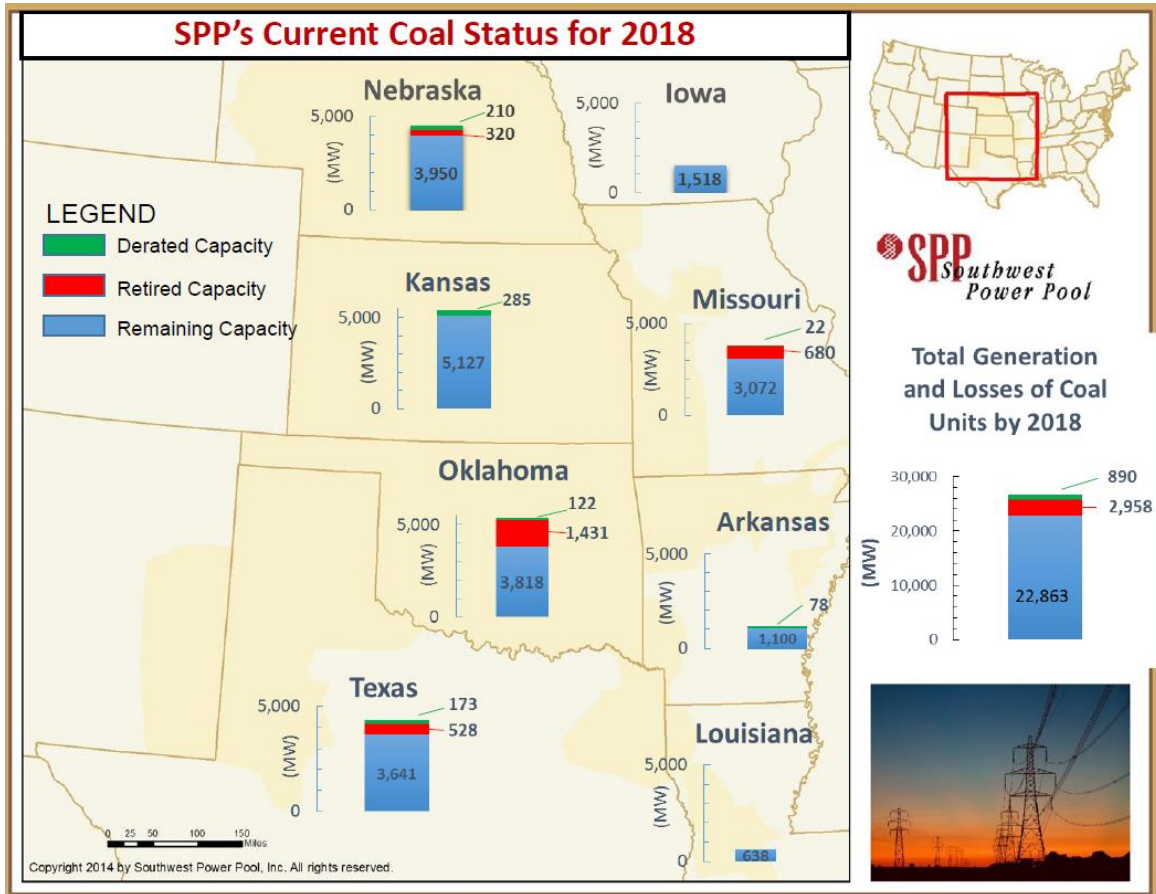 SPP's Current Coal Status for 2018
Nebraska
5,000
(MW)
0
210
320
3,950
Iowa
5,000
(MW)
0
1,518
LEGEND
Derated Capacity
Retired Capacity
Remaining Capacity
Kansas
5,000
(MW)
0
285
5,127
Missouri
5,000
(MW)
0
22
680
3,072
Oklahoma
5,000
(MW)
0
122
1,431
3,818
Arkansas
5,000
(MW)
0
78
1,100
Texas
5,000
(MW)
0
173
528
3,641
Louisiana
5,000
(MW)
0
638
0 25 50 100 150
Miles
Copyright 2014 by Southwest Power Pool, Inc. All rights reserved.
SPP Southwest
Power Pool
Total Generation
and Losses of Coal
Units by 2018
30,000
20,000
10,000
0
(MW)
890
2,958
22,863